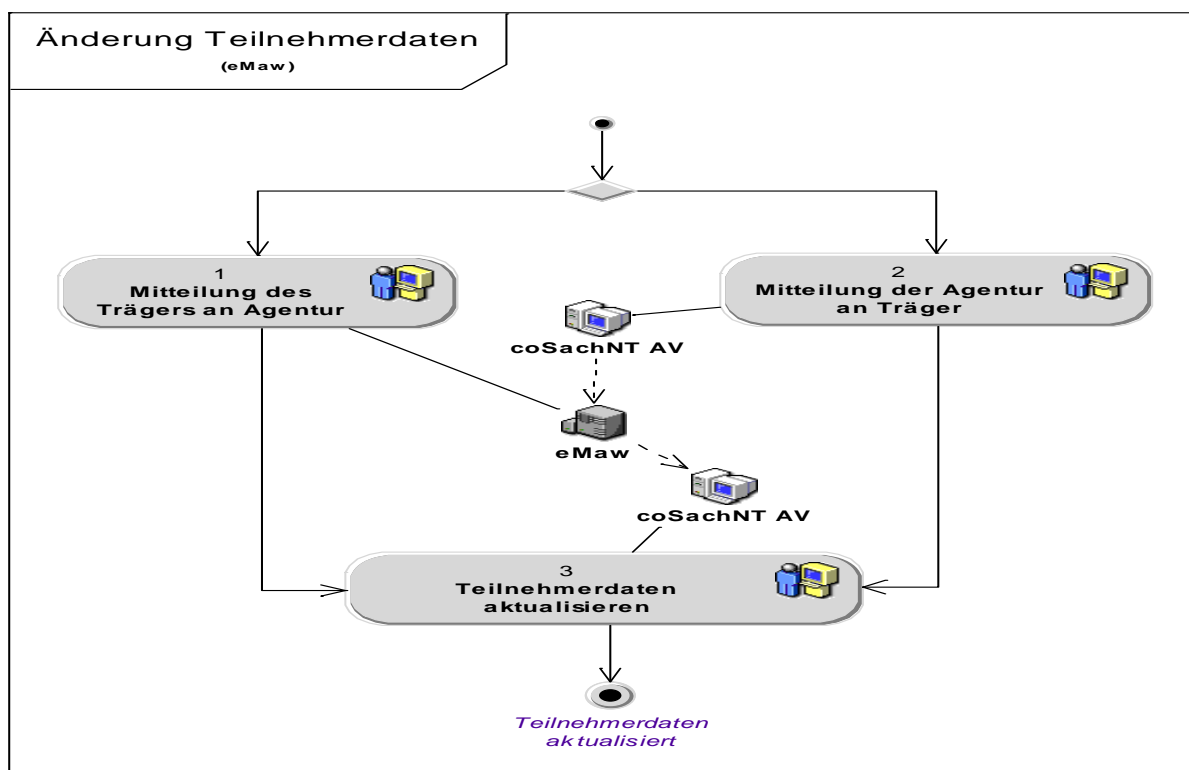 Änderung Teilnehmerdaten
(eMaw)
1
Mitteilung des
Trägers an Agentur
2
Mitteilung der Agentur
an Träger
coSachNT AV
eMaw
coSachNT AV
3
Teilnehmerdaten
aktualisieren
Teilnehmerdaten
aktualisiert